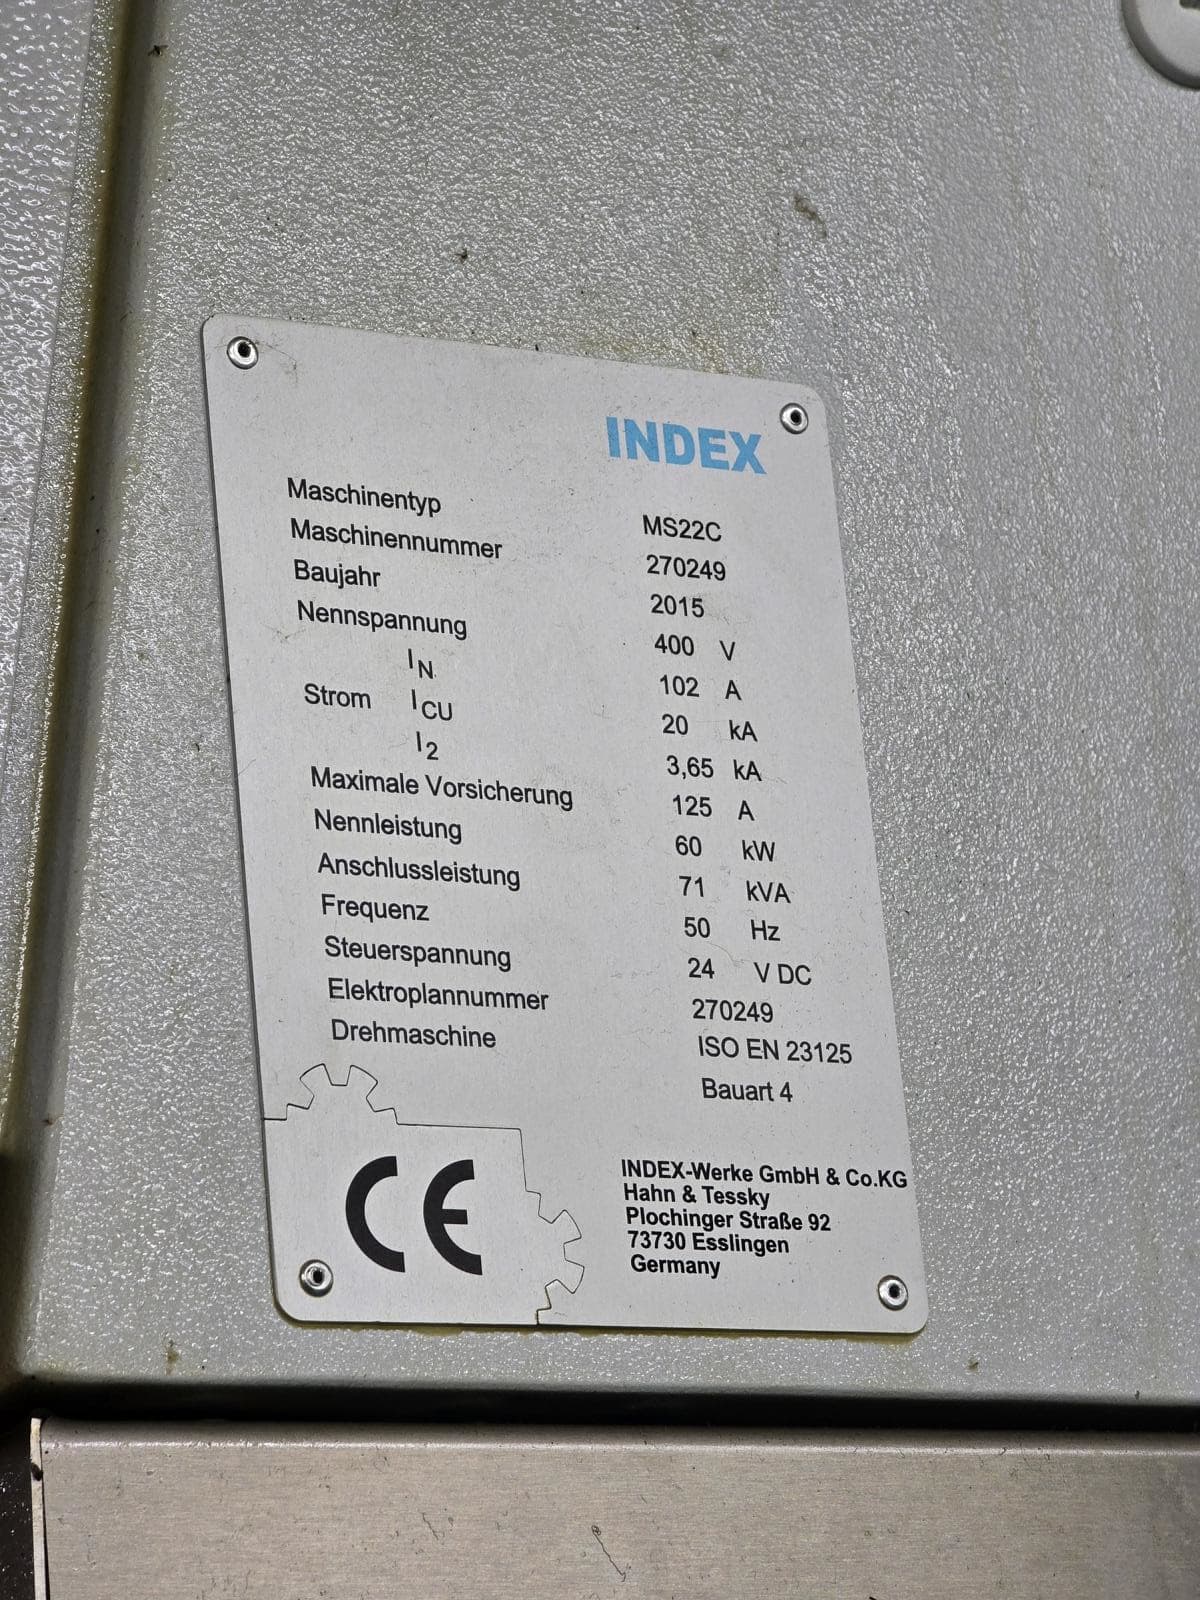 INDEX
Maschinentyp MS22C
Maschinennummer 270249
Baujahr 2015
Nennspannung 400 V
IN 102 A
Strom ICU 20 kA
I2 3,65 kA
Maximale Vorsicherung 125 A
Nennleistung 60 kW
Anschlussleistung 71 kVA
Frequenz 50 Hz
Steuerspannung 24 V DC
Elektroplannummer 270249
Drehmaschine ISO EN 23125
Bauart 4
CE
INDEX-Werke GmbH & Co.KG
Hahn & Tessky
Plochinger Straße 92
73730 Esslingen
Germany